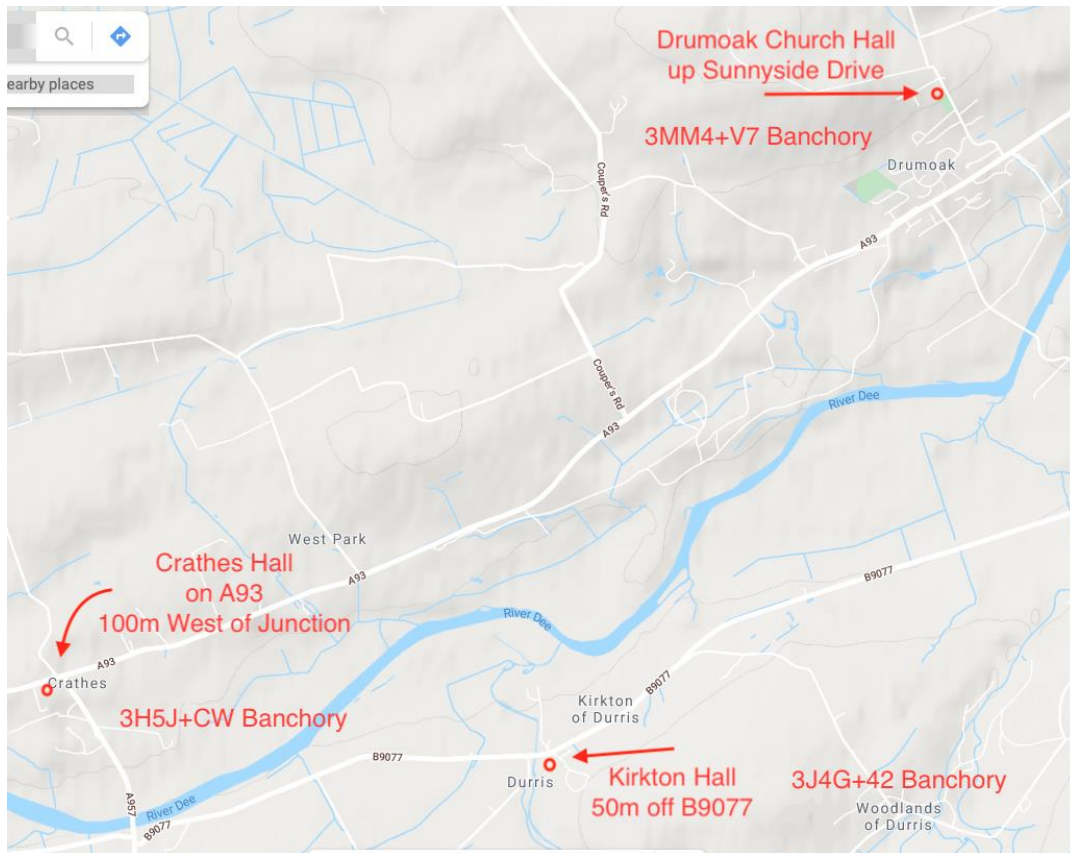 Drumoak Church Hall
up Sunnyside Drive
earby places
3MM4+V7 Banchory
Drumoak
Couper's Rd
A93
Couper's Rd
River Dee
A93
West Park
Crathes Hall
on A93
100m West of Junction
A93
B9077
River Dee
A93
Crathes
B9077
Kirkton
of Durris
3H5J+CW Banchory
B9077
Durris
Kirkton Hall
50m off B9077
3J4G+42 Banchory
Woodlands
of Durris
A957
River Dee
B9077